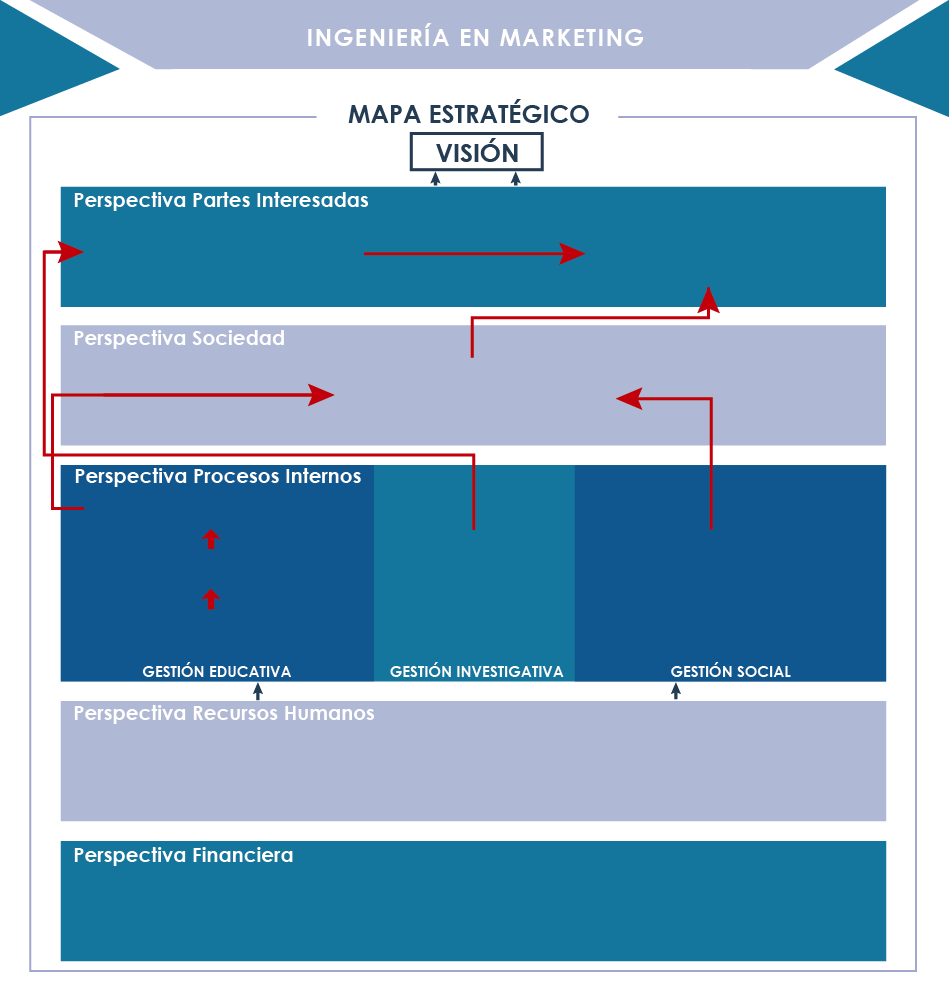 INGENIERÍA EN MARKETING
MAPA ESTRATÉGICO
VISIÓN
Perspectiva Partes Interesadas
Perspectiva Sociedad
Perspectiva Procesos Internos
GESTIÓN EDUCATIVA
GESTIÓN INVESTIGATIVA
GESTIÓN SOCIAL
Perspectiva Recursos Humanos
Perspectiva Financiera